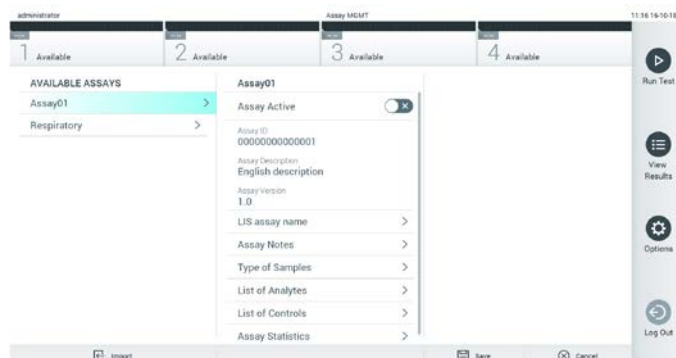 administrator Assay MGMT 11:16 16-10-18
1 Available 2 Available 3 Available 4 Available
AVAILABLE ASSAYS
Assay01
Respiratory
Assay01
Assay Active
Assay ID
00000000000001
Assay Description
English description
Assay Version
1.0
LIS assay name
Assay Notes
Type of Samples
List of Analytes
List of Controls
Assay Statistics
Run Test
View
Results
Options
Log Out
Import Save Cancel